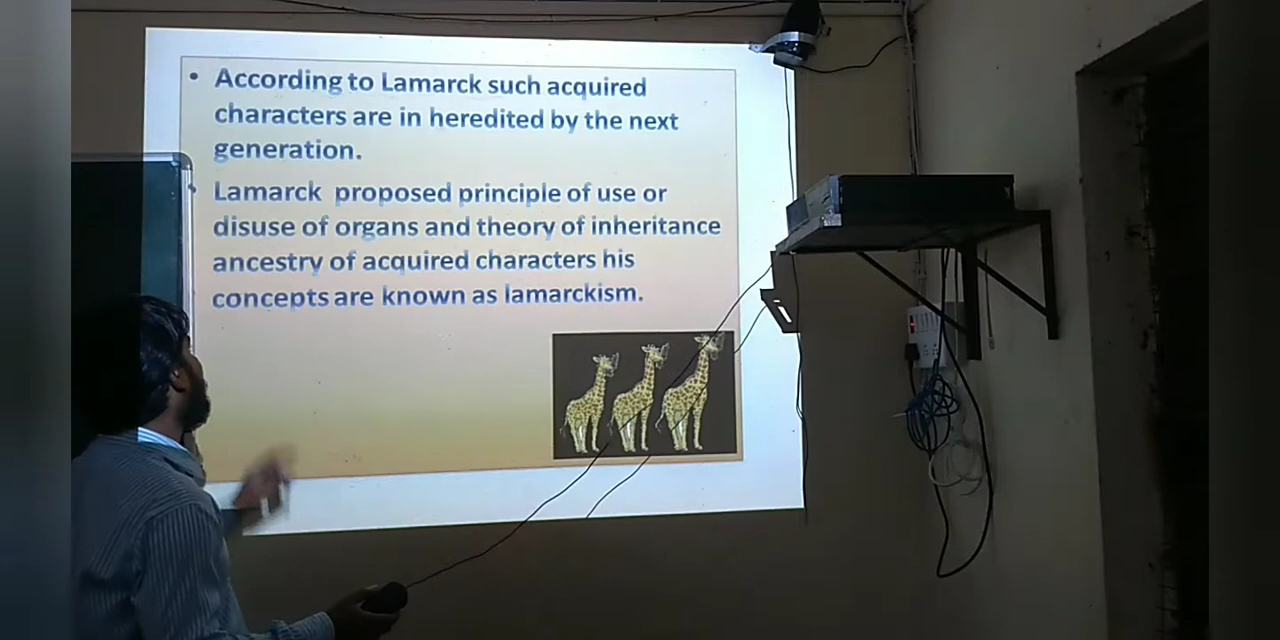 • According to Lamarck such acquired
characters are in heredited by the next
generation.
• Lamarck proposed principle of use or
disuse of organs and theory of inheritance
ancestry of acquired characters his
concepts are known as lamarckism.